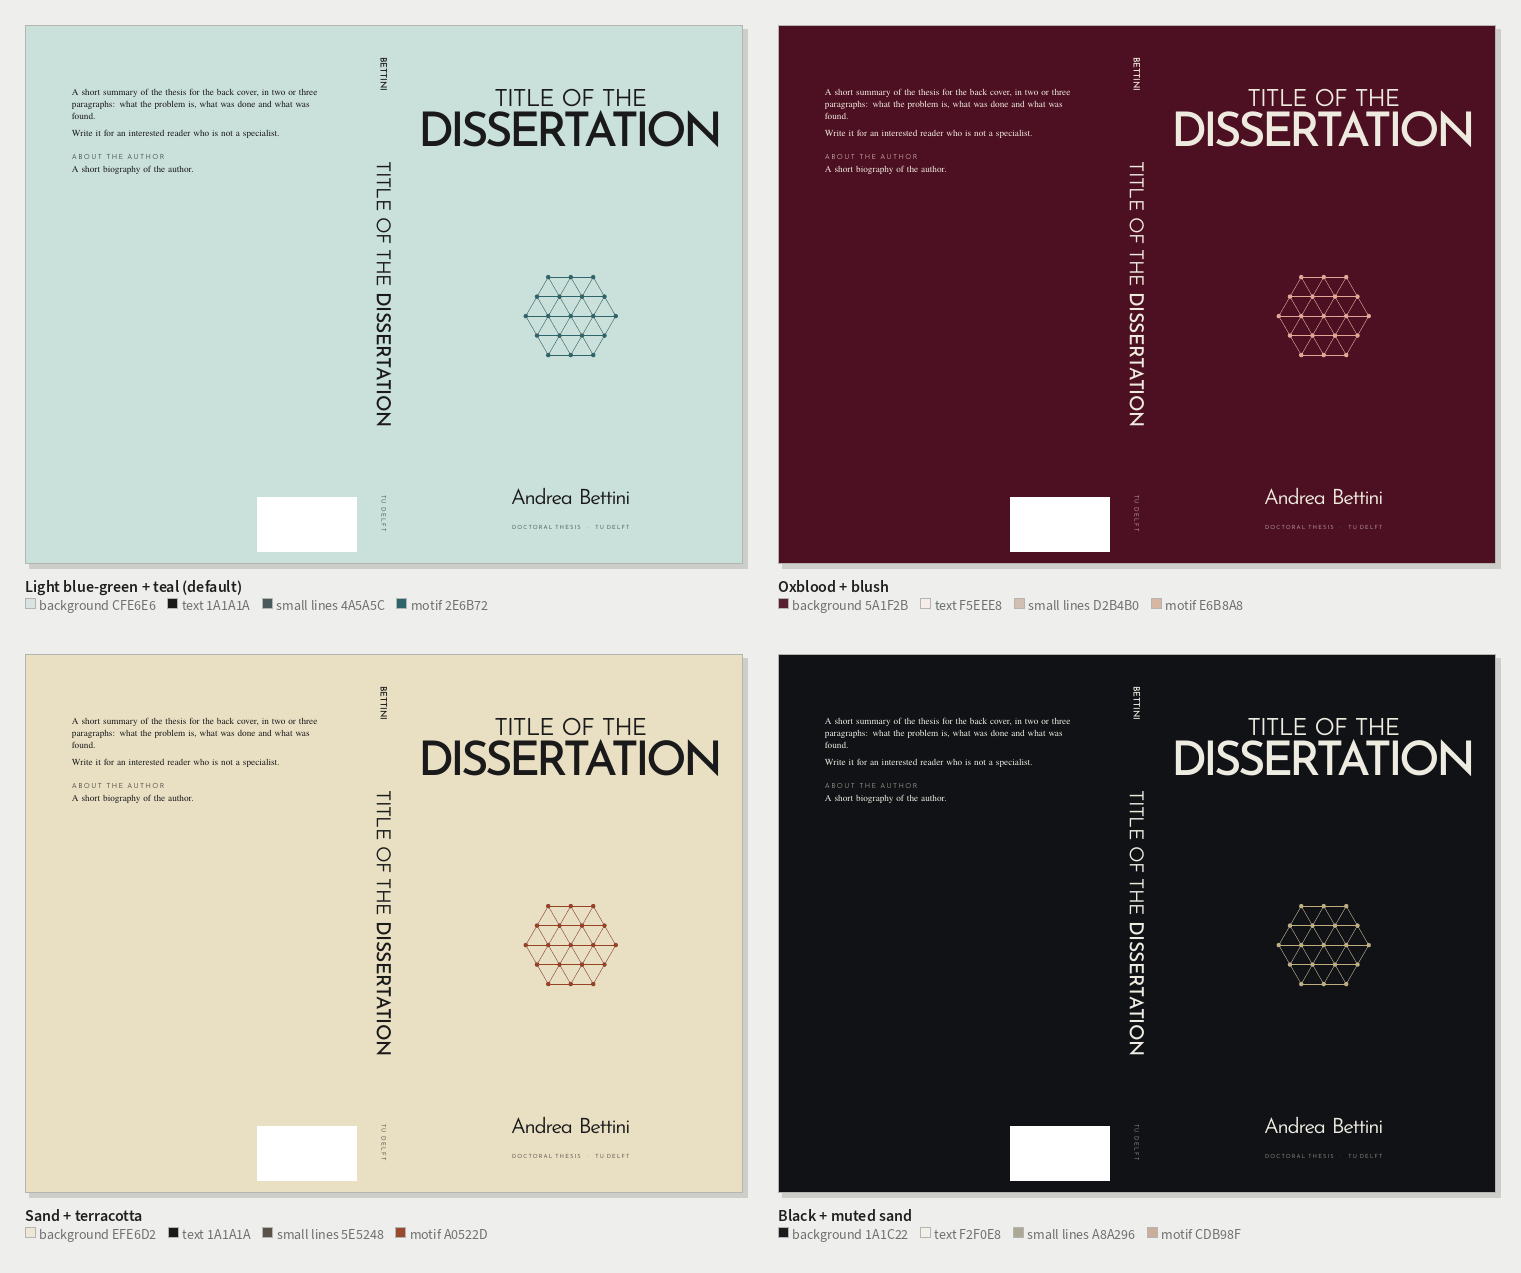 A short summary of the thesis for the back cover, in two or three
paragraphs: what the problem is, what was done and what was
found.
Write it for an interested reader who is not a specialist.
ABOUT THE AUTHOR
A short biography of the author.
BETTINI
TITLE OF THE DISSERTATION
TU DELFT
TITLE OF THE
DISSERTATION
Andrea Bettini
DOCTORAL THESIS · TU DELFT
Light blue-green + teal (default)
background CFE6E6 text 1A1A1A small lines 4A5A5C motif 2E6B72
A short summary of the thesis for the back cover, in two or three
paragraphs: what the problem is, what was done and what was
found.
Write it for an interested reader who is not a specialist.
ABOUT THE AUTHOR
A short biography of the author.
BETTINI
TITLE OF THE DISSERTATION
TU DELFT
TITLE OF THE
DISSERTATION
Andrea Bettini
DOCTORAL THESIS · TU DELFT
Oxblood + blush
background 5A1F2B text F5EEE8 small lines D2B4B0 motif E6B8A8
A short summary of the thesis for the back cover, in two or three
paragraphs: what the problem is, what was done and what was
found.
Write it for an interested reader who is not a specialist.
ABOUT THE AUTHOR
A short biography of the author.
BETTINI
TITLE OF THE DISSERTATION
TU DELFT
TITLE OF THE
DISSERTATION
Andrea Bettini
DOCTORAL THESIS · TU DELFT
Sand + terracotta
background EFE6D2 text 1A1A1A small lines 5E5248 motif A0522D
A short summary of the thesis for the back cover, in two or three
paragraphs: what the problem is, what was done and what was
found.
Write it for an interested reader who is not a specialist.
ABOUT THE AUTHOR
A short biography of the author.
BETTINI
TITLE OF THE DISSERTATION
TU DELFT
TITLE OF THE
DISSERTATION
Andrea Bettini
DOCTORAL THESIS · TU DELFT
Black + muted sand
background 1A1C22 text F2F0E8 small lines A8A296 motif CDB98F